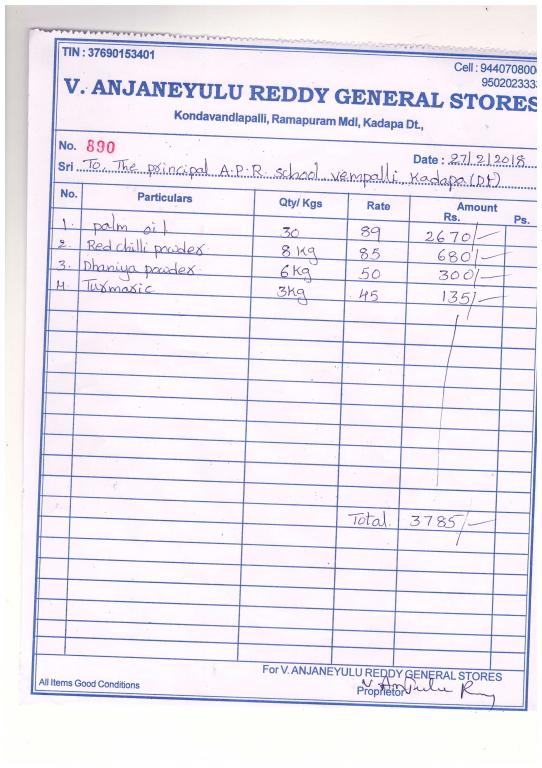 TIN : 37690153401
Cell : 944070800
950202333
V. ANJANEYULU REDDY GENERAL STORES
Kondavandlapalli, Ramapuram Mdl, Kadapa Dt.,
No. 890
Date : 27/2/2018
Sri To, The principal A.P.R. school, vempalli, Kadapa (Dt)
No. Particulars Qty/ Kgs Rate Amount
Rs. Ps.
1. palm oil 30 89 2670/-
2. Red chilli powder 8 Kg 85 680/-
3. Dhaniya powder 6 Kg 50 300/-
4. Turmaric 3Kg 45 135/-
Total 3785/-
For V. ANJANEYULU REDDY GENERAL STORES
All Items Good Conditions
Proprietor